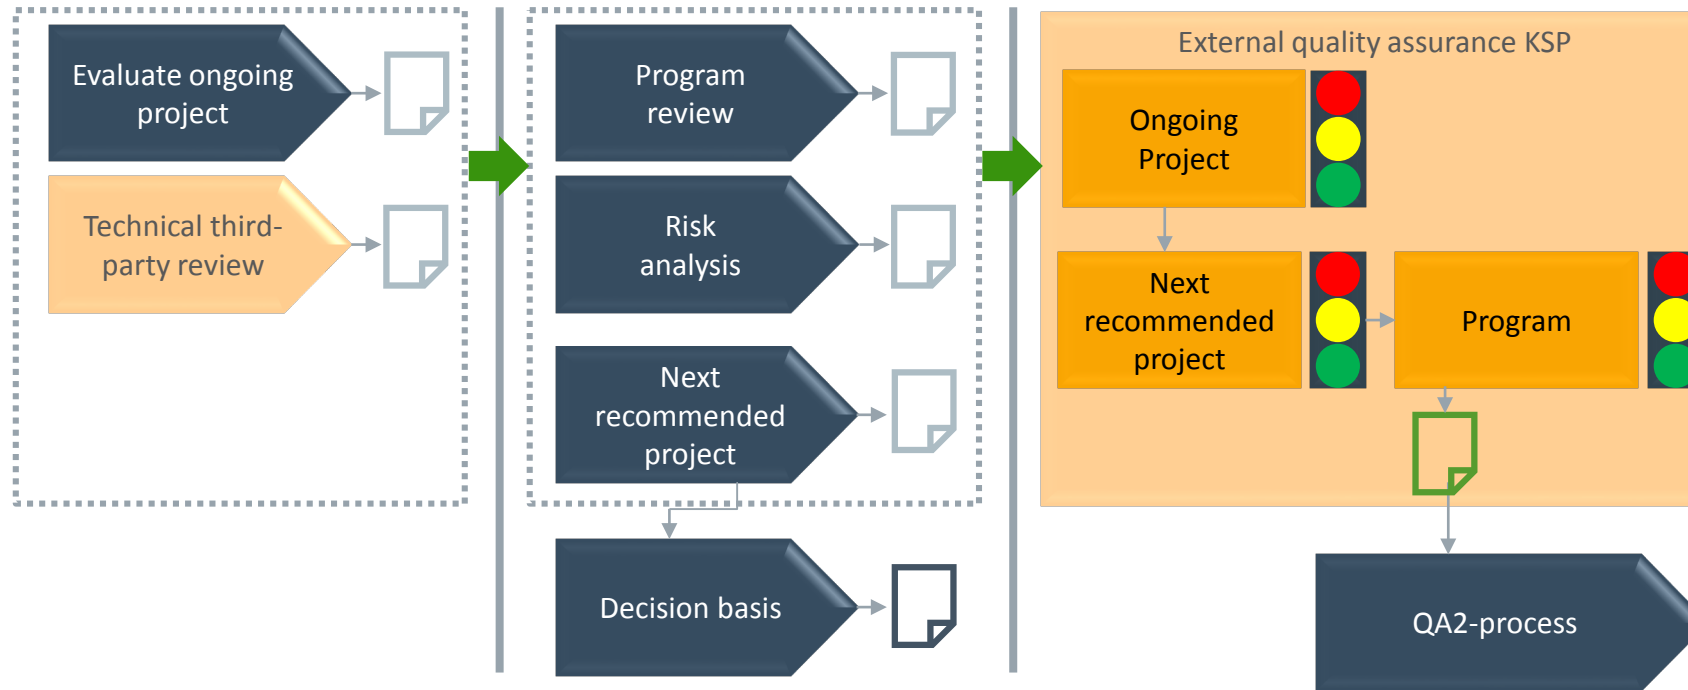 Evaluate ongoing
project
Technical third-
party review
Program
review
Risk
analysis
Next
recommended
project
Decision basis
External quality assurance KSP
Ongoing
Project
Next
recommended
project
Program
QA2-process